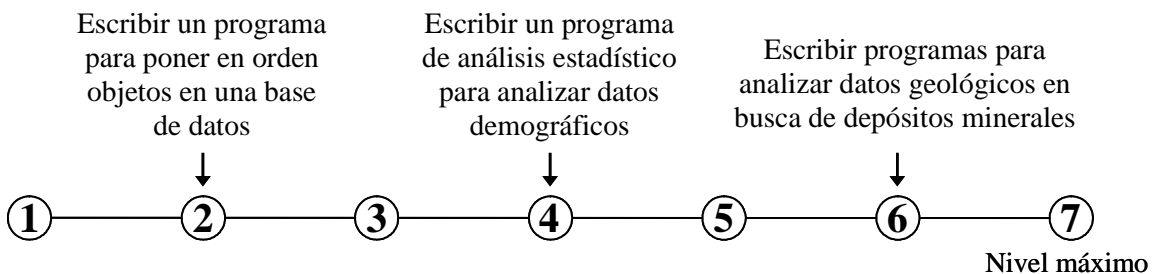 Escribir un programa
para poner en orden
objetos en una base
de datos
Escribir un programa
de análisis estadístico
para analizar datos
demográficos
Escribir programas para
analizar datos geológicos en
busca de depósitos minerales
1 2 3 4 5 6 7
Nivel máximo